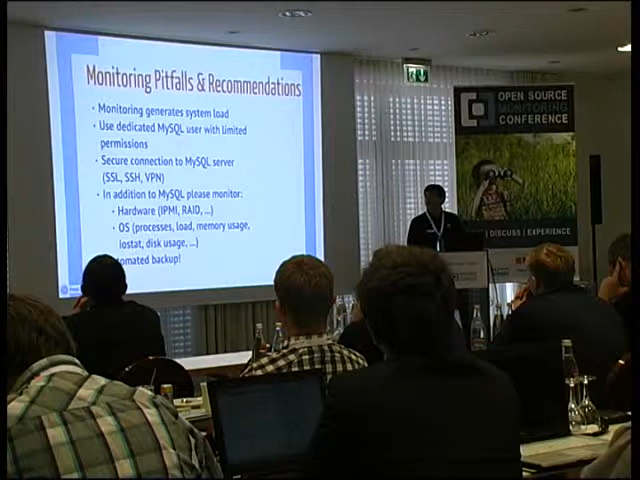 Monitoring Pitfalls & Recommendations
• Monitoring generates system load
• Use dedicated MySQL user with limited
permissions
• Secure connection to MySQL server
(SSL, SSH, VPN)
• In addition to MySQL please monitor:
• Hardware (IPMI, RAID, ...)
• OS (processes, load, memory usage,
iostat, disk usage, ...)
tomated backup!
OPEN SOURCE
MONITORING
CONFERENCE
| DISCUSS | EXPERIENCE